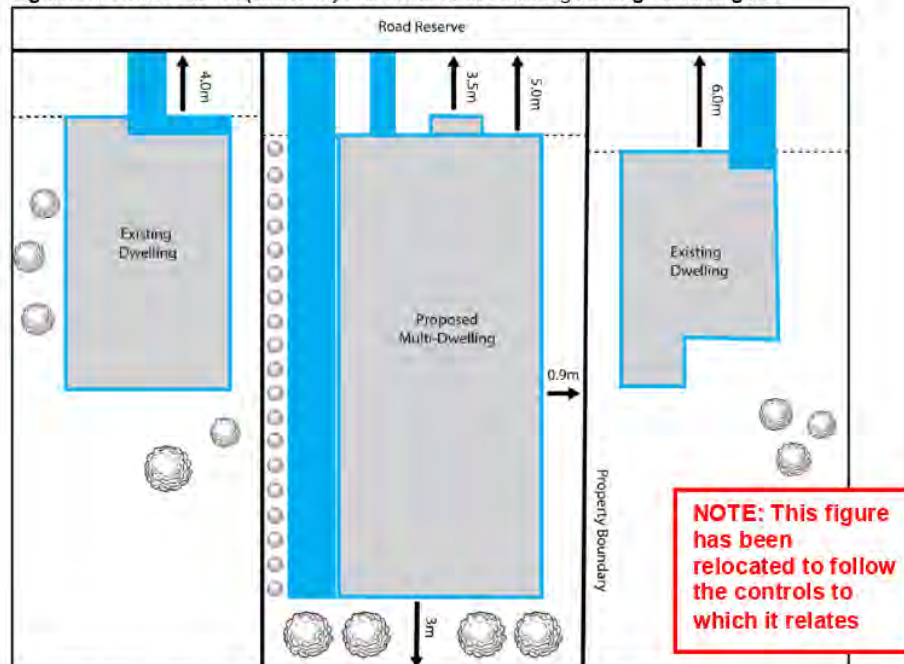 Road Reserve
4.0m
3.5m
5.0m
6.0m
Existing
Dwelling
Proposed
Multi-Dwelling
Existing
Dwelling
0.9m
Property Boundary
3m
NOTE: This figure
has been
relocated to follow
the controls to
which it relates